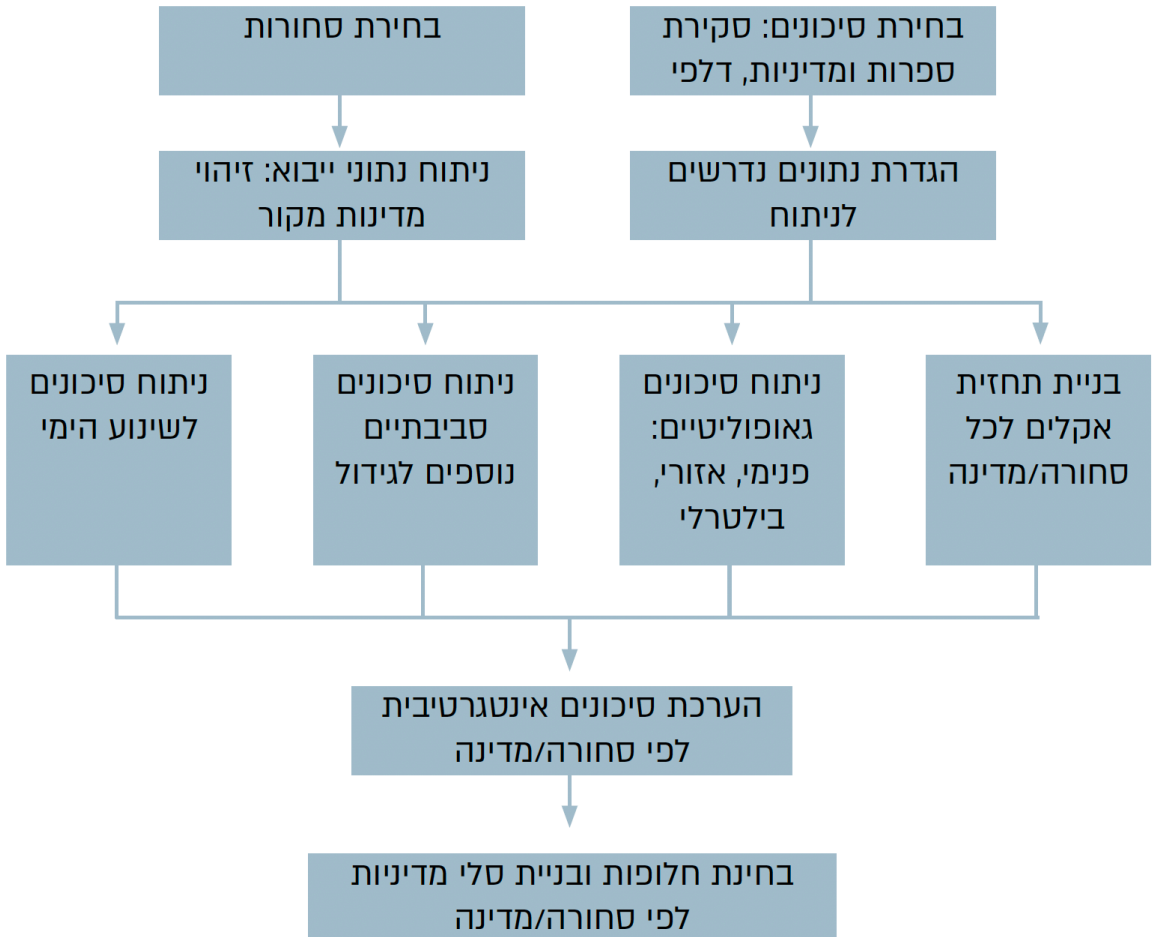 בחירת סיכונים: סקירת
ספרות ומדיניות, דלפי
בחירת סחורות
הגדרת נתונים נדרשים
לניתוח
ניתוח נתוני ייבוא: זיהוי
מדינות מקור
בניית תחזית
אקלים לכל
סחורה/מדינה
ניתוח סיכונים
גאופוליטיים:
פנימי, אזורי,
בילטרלי
ניתוח סיכונים
סביבתיים
נוספים לגידול
ניתוח סיכונים
לשינוע הימי
הערכת סיכונים אינטגרטיבית
לפי סחורה/מדינה
בחינת חלופות ובניית סלי מדיניות
לפי סחורה/מדינה